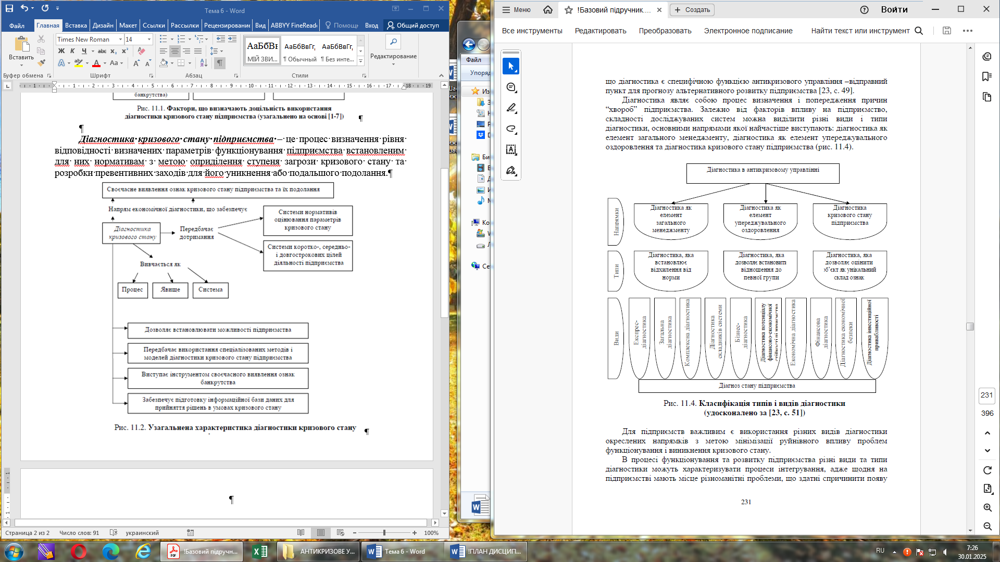 Тема 6 - Word
Файл
Главная
Вставка
Дизайн
Макет
Ссылки
Рассылки
Рецензирование
Вид
ABBYY FineRead
Помощь
Вход
Общий доступ
Вставить
Times New Roman
14
Ж К Ч abc x₂ x²
Редактирование
АаБбВі
МІЙ ЗВИ...
АаБбВвГг,
¶ Обычный
АаБбВвГг,
¶ Без инте...
Буфер обмена
Шрифт
Абзац
Стили
банкрутства)
Рис. 11.1. Фактори, що визначають доцільність використання
діагностики кризового стану підприємства (узагальнено на основі [1-7]) ¶
¶
Діагностика кризового стану підприємства – це процес визначення рівня
відповідності визначених параметрів функціонування підприємства встановленим
для них нормативам з метою оприділення ступеня загрози кризового стану та
розробки превентивних заходів для його уникнення або подальшого подолання.¶
Своєчасне виявлення ознак кризового стану підприємства та їх подолання
Напрям економічної діагностики, що забезпечує
Діагностика
кризового стану
Передбачає
дотримання
Системи нормативів
оцінювання параметрів
кризового стану
Системи коротко-, середньо-
і довгострокових цілей
діяльності підприємства
Вивчається як
Процес
Явище
Система
Дозволяє встановлювати можливості підприємства
Передбачає використання спеціалізованих методів і
моделей діагностики кризового стану підприємства
Виступає інструментом своєчасного виявлення ознак
банкрутства
Забезпечує підготовку інформаційної бази даних для
прийняття рішень в умовах кризового стану
Рис. 11.2. Узагальнена характеристика діагностики кризового стану ¶
¶
Страница 2 из 2
Число слов: 91
украинский
100%
Файл
Упоряд
Меню
!Базовий підручник....
Создать
Войти
Все инструменты
Редактировать
Преобразовать
Электронное подписание
Найти текст или инструмент
що діагностика є специфічною функцією антикризового управління –відправний
пункт для прогнозу альтернативного розвитку підприємства [23, с. 49].
Діагностика являє собою процес визначення і попередження причин
“хвороб” підприємства. Залежно від факторів впливу на підприємство,
складності досліджуваних систем можна виділити різні види і типи
діагностики, основними напрямами якої найчастіше виступають: діагностика як
елемент загального менеджменту, діагностика як елемент упереджувального
оздоровлення та діагностика кризового стану підприємства (рис. 11.4).
Діагностика в антикризовому управлінні
Напрямки
Діагностика як
елемент
загального
менеджменту
Діагностика як
елемент
упереджувального
оздоровлення
Діагностика
кризового стану
підприємства
Типи
Діагностика, яка
встановлює
відхилення від
норми
Діагностика, яка
дозволяє встановить
відношення до
певної групи
Діагностика, яка
дозволяє оцінити
об’єкт як унікальний
склад ознак
Види
Експрес-
діагностика
Загальна
діагностика
Комплексна діагностика
Діагностика
складників системи
Бізнес-
діагностика
Діагностика потенціалу
фінансово-економічної
стійкості підприємства
Економічна діагностика
Фінансова
діагностика
Діагностика економічної
безпеки
Діагностика інвестиційної
привабливості
Діагноз стану підприємства
Рис. 11.4. Класифікація типів і видів діагностики
(удосконалено за [23, с. 51])
Для підприємств важливим є використання різних видів діагностики
окреслених напрямків з метою мінімізації руйнівного впливу проблем
функціонування і виникнення кризового стану.
В процесі функціонування та розвитку підприємства різні види та типи
діагностики можуть характеризувати процеси інтегрування, адже щодня на
підприємстві мають місце різноманітні проблеми, що здатні спричинити появу
231
231
396
!Базовий підручн...
АНТИКРИЗОВЕ У...
Тема 6 - Word
!ПЛАН ДИСЦИП...
RU
7:26
30.01.2025